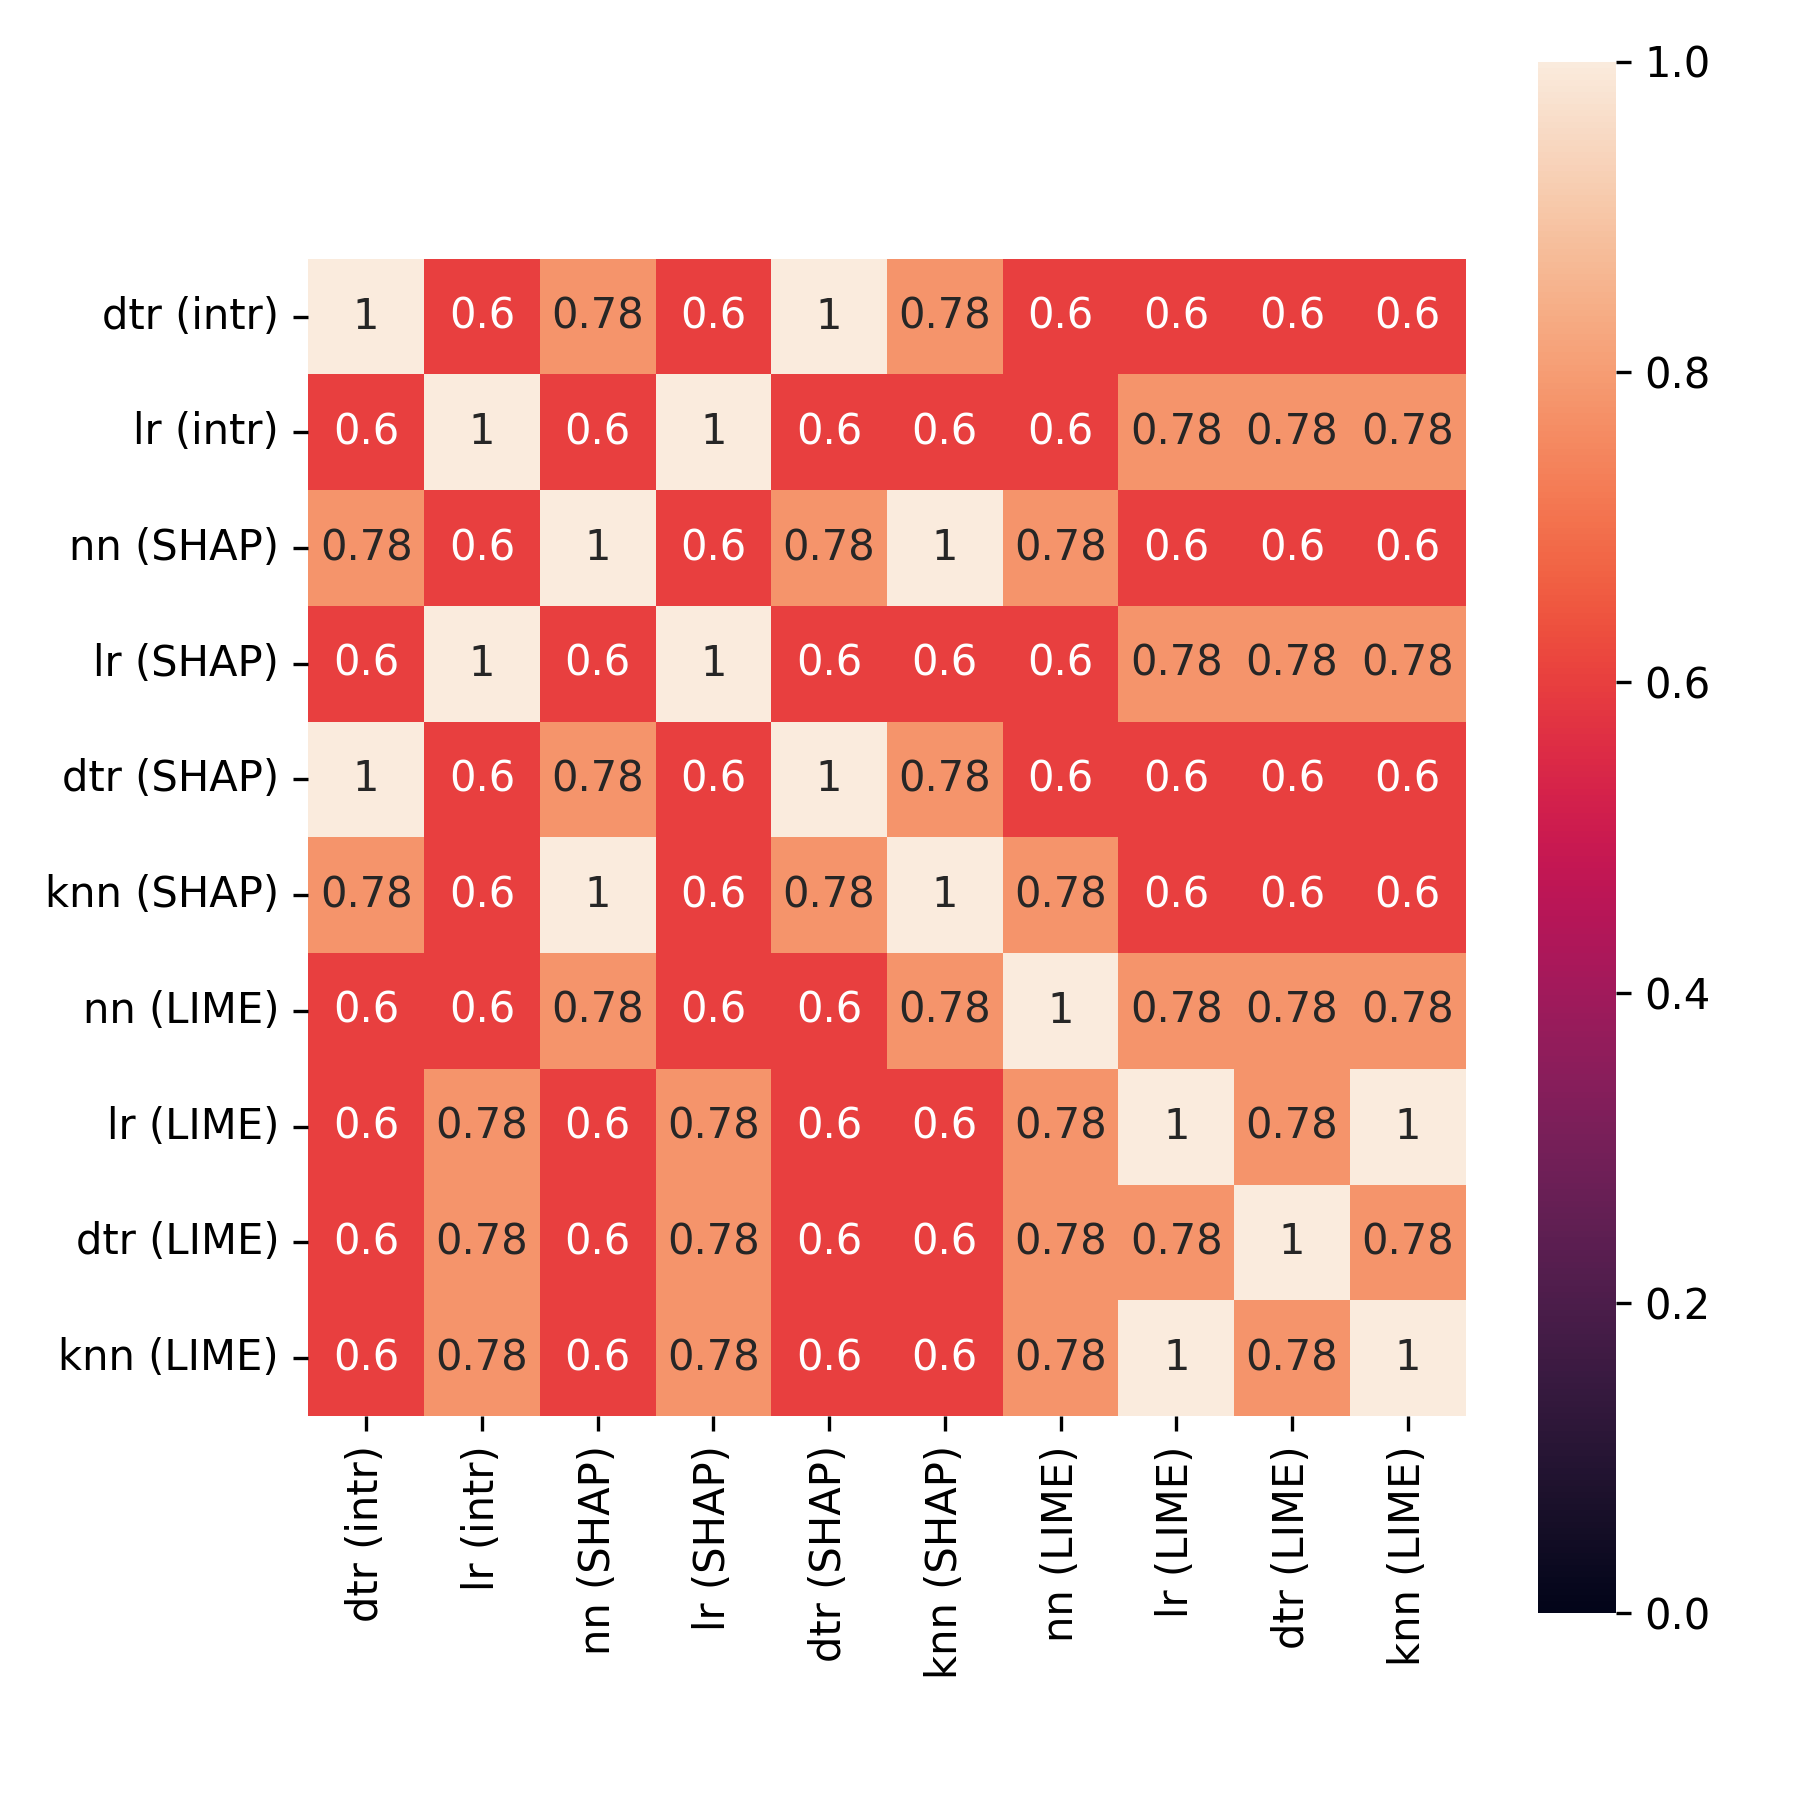 1.0
dtr (intr) 1 0.6 0.78 0.6 1 0.78 0.6 0.6 0.6 0.6
0.8
lr (intr) 0.6 1 0.6 1 0.6 0.6 0.6 0.78 0.78 0.78
nn (SHAP) 0.78 0.6 1 0.6 0.78 1 0.78 0.6 0.6 0.6
lr (SHAP) 0.6 1 0.6 1 0.6 0.6 0.6 0.78 0.78 0.78
0.6
dtr (SHAP) 1 0.6 0.78 0.6 1 0.78 0.6 0.6 0.6 0.6
knn (SHAP) 0.78 0.6 1 0.6 0.78 1 0.78 0.6 0.6 0.6
0.4
nn (LIME) 0.6 0.6 0.78 0.6 0.6 0.78 1 0.78 0.78 0.78
lr (LIME) 0.6 0.78 0.6 0.78 0.6 0.6 0.78 1 0.78 1
dtr (LIME) 0.6 0.78 0.6 0.78 0.6 0.6 0.78 0.78 1 0.78
0.2
knn (LIME) 0.6 0.78 0.6 0.78 0.6 0.6 0.78 1 0.78 1
0.0
dtr (intr)
lr (intr)
nn (SHAP)
lr (SHAP)
dtr (SHAP)
knn (SHAP)
nn (LIME)
lr (LIME)
dtr (LIME)
knn (LIME)